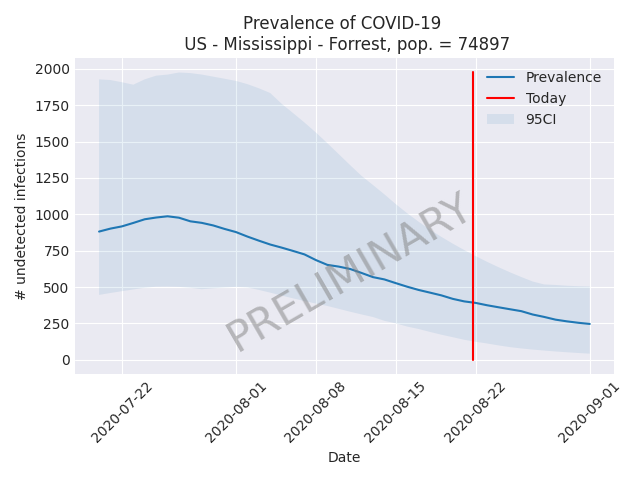 Prevalence of COVID-19
US - Mississippi - Forrest, pop. = 74897
# undetected infections
2000
1750
1500
1250
1000
750
500
250
0
Prevalence
Today
95CI
PRELIMINARY
2020-07-22
2020-08-01
2020-08-08
2020-08-15
2020-08-22
2020-09-01
Date